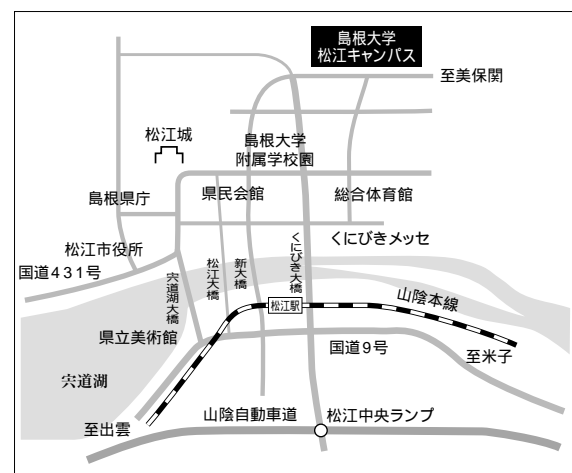 島根大学
松江キャンパス
至美保関
松江城
島根大学
附属学校園
島根県庁
県民会館
総合体育館
くにびきメッセ
松江市役所
国道431号
宍道湖大橋
松江大橋
新大橋
くにびき大橋
山陰本線
松江駅
県立美術館
国道9号
至米子
宍道湖
至出雲
山陰自動車道
松江中央ランプ